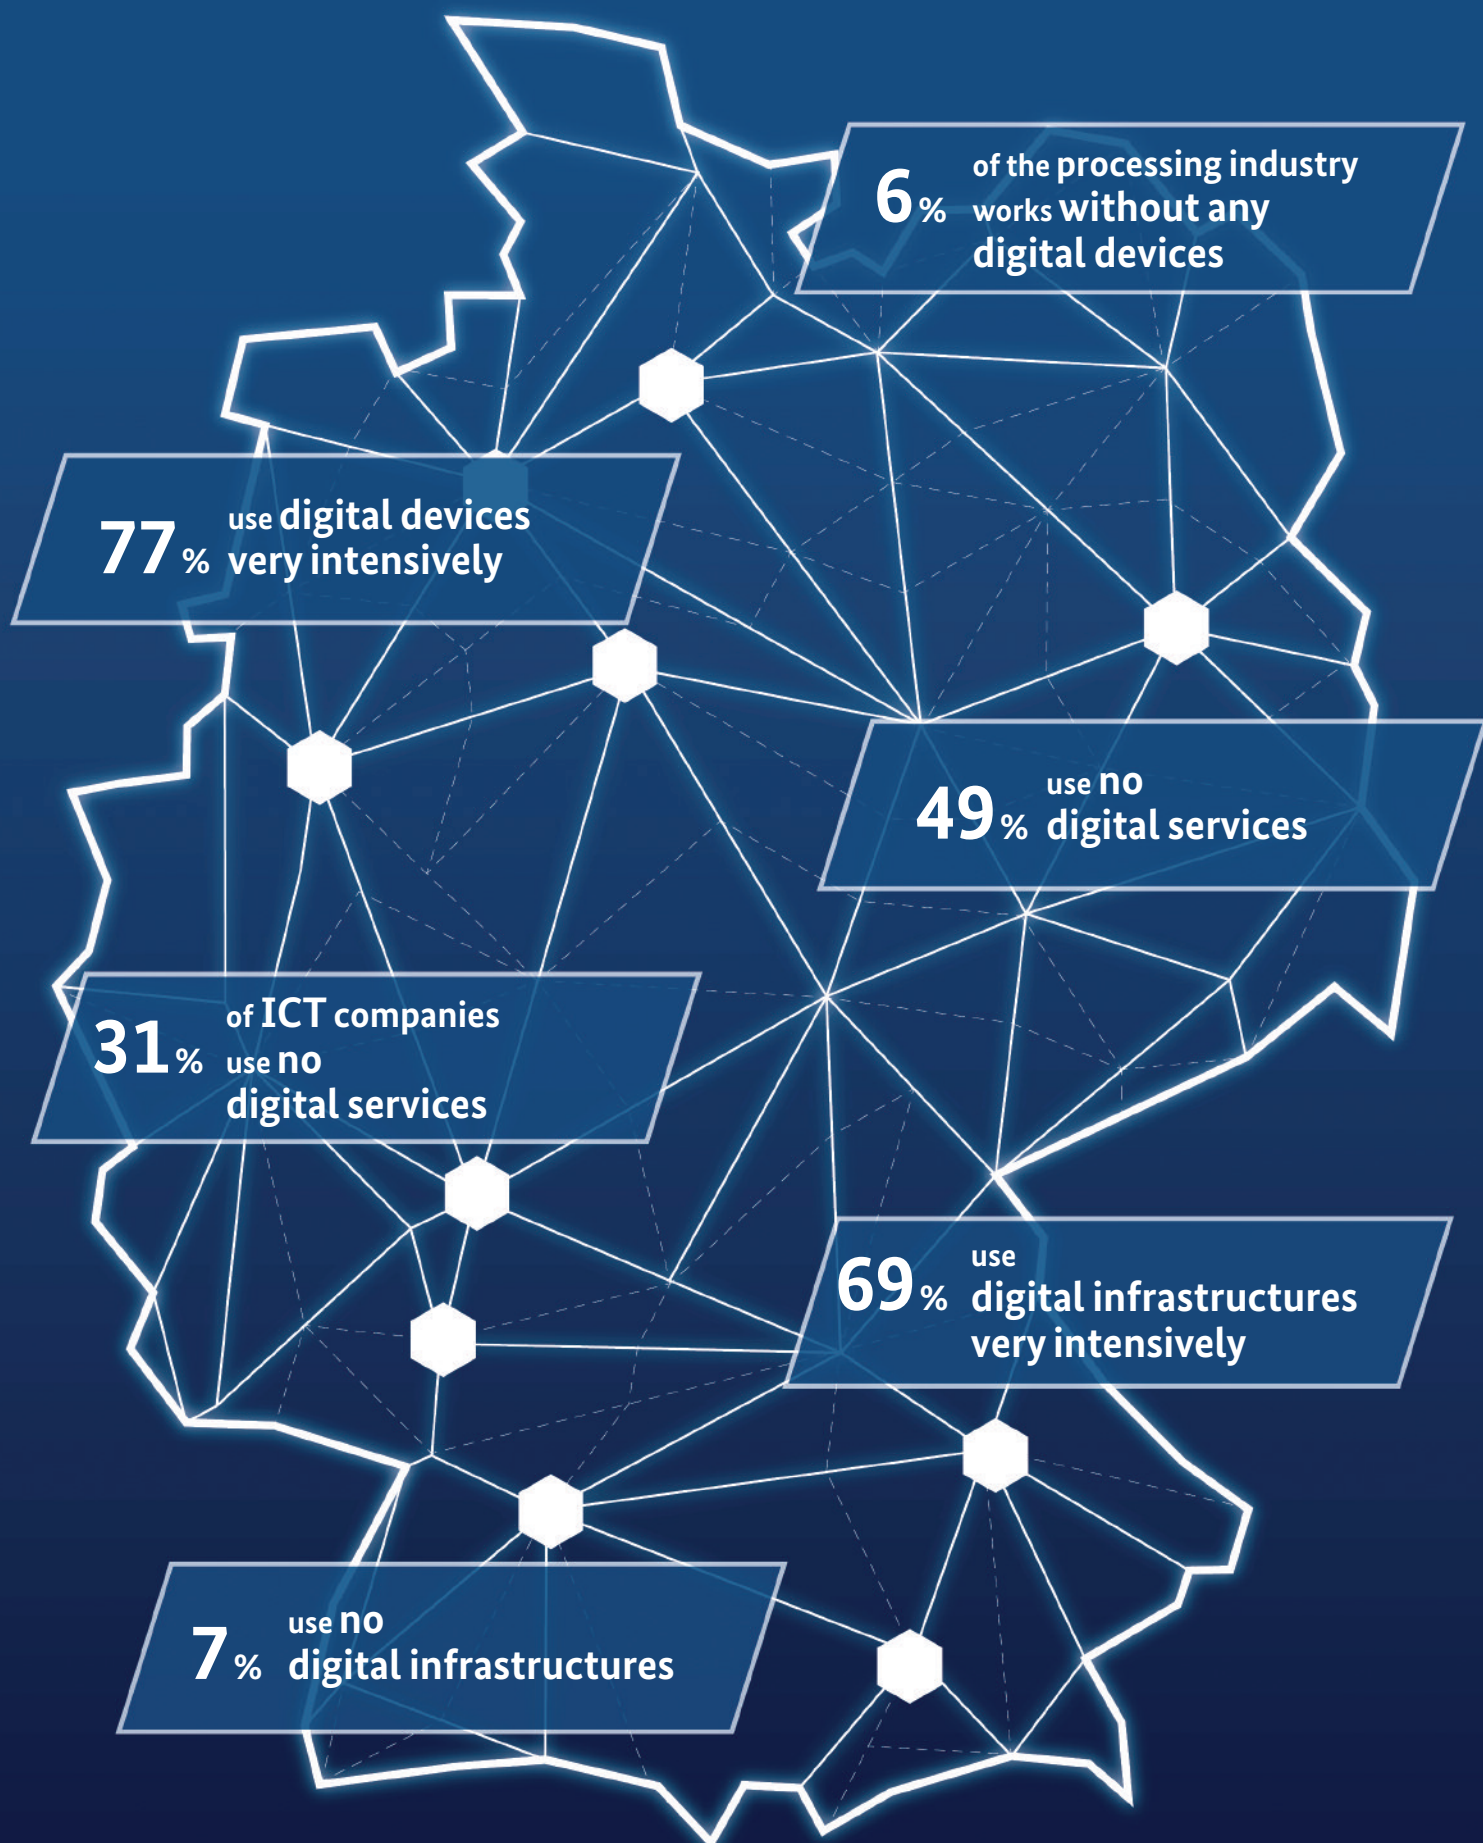 6 % of the processing industry
works without any
digital devices
77 % use digital devices
very intensively
49 % use no
digital services
31 % of ICT companies
use no
digital services
69 % use
digital infrastructures
very intensively
7 % use no
digital infrastructures